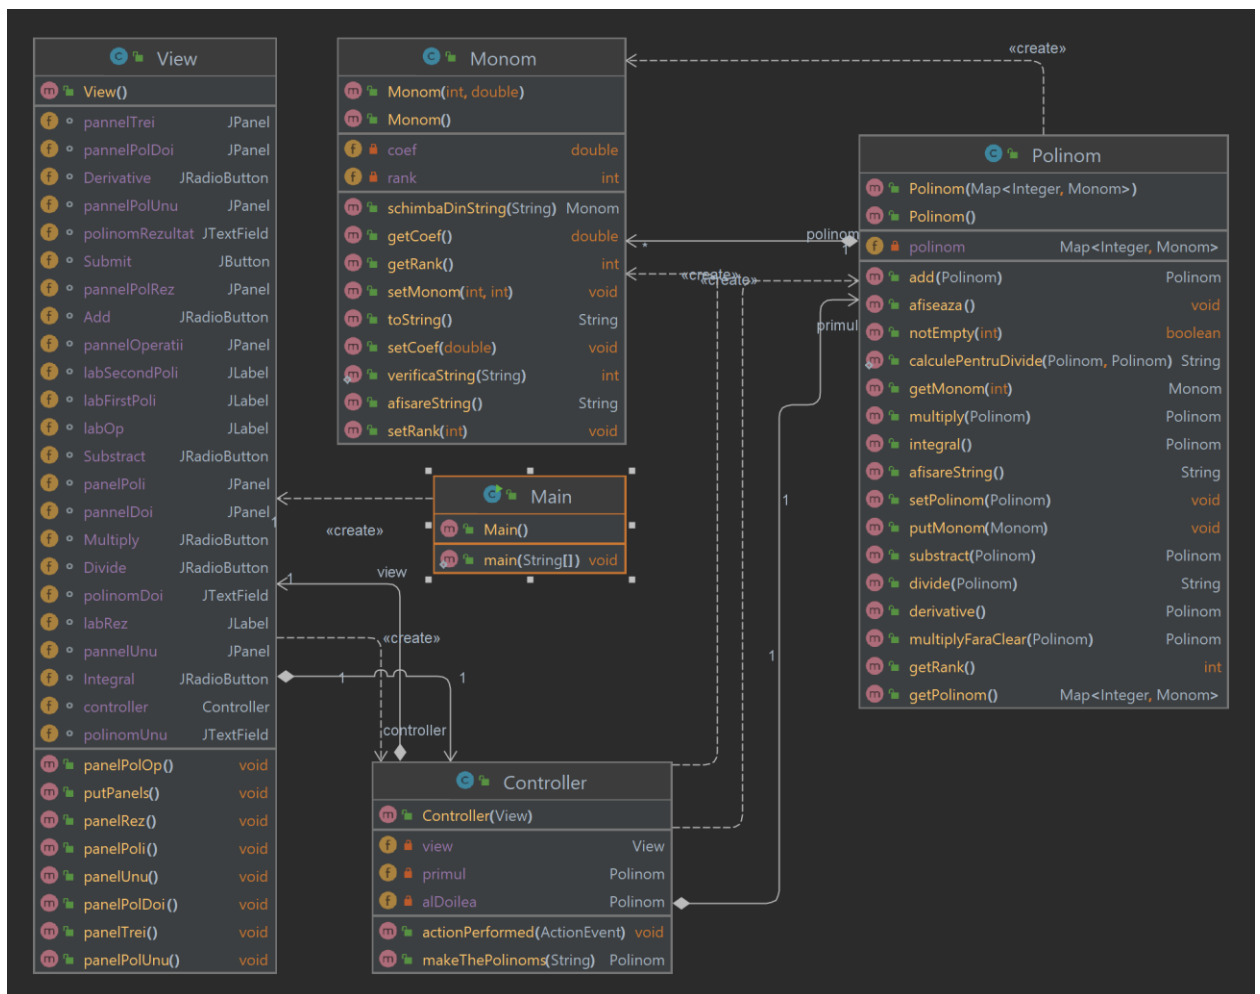 View
View()
pannelTrei JPanel
pannelPolDoi JPanel
Derivative JRadioButton
pannelPolUnu JPanel
polinomRezultat JTextField
Submit JButton
pannelPolRez JPanel
Add JRadioButton
pannelOperatii JPanel
labSecondPoli JLabel
labFirstPoli JLabel
labOp JLabel
Substract JRadioButton
panelPoli JPanel
pannelDoi JPanel
Multiply JRadioButton
Divide JRadioButton
polinomDoi JTextField
labRez JLabel
pannelUnu JPanel
Integral JRadioButton
controller Controller
polinomUnu JTextField
panelPolOp() void
putPanels() void
panelRez() void
panelPoli() void
panelUnu() void
panelPolDoi() void
panelTrei() void
panelPolUnu() void
Monom
Monom(int, double)
Monom()
coef double
rank int
schimbaDinString(String) Monom
getCoef() double
getRank() int
setMonom(int, int) void
toString() String
setCoef(double) void
verificaString(String) int
afisareString() String
setRank(int) void
«create»
Polinom
Polinom(Map<Integer, Monom>)
Polinom()
polinom Map<Integer, Monom>
add(Polinom) Polinom
afiseaza() void
notEmpty(int) boolean
calculePentruDivide(Polinom, Polinom) String
getMonom(int) Monom
multiply(Polinom) Polinom
integral() Polinom
afisareString() String
setPolinom(Polinom) void
putMonom(Monom) void
substract(Polinom) Polinom
divide(Polinom) String
derivative() Polinom
multiplyFaraClear(Polinom) Polinom
getRank() int
getPolinom() Map<Integer, Monom>
polinom
*
1
«create»
«create»
primul
1
1
Main
Main()
main(String[]) void
1
«create»
view
1
«create»
1
1
controller
Controller
Controller(View)
view View
primul Polinom
alDoilea Polinom
actionPerformed(ActionEvent) void
makeThePolinoms(String) Polinom